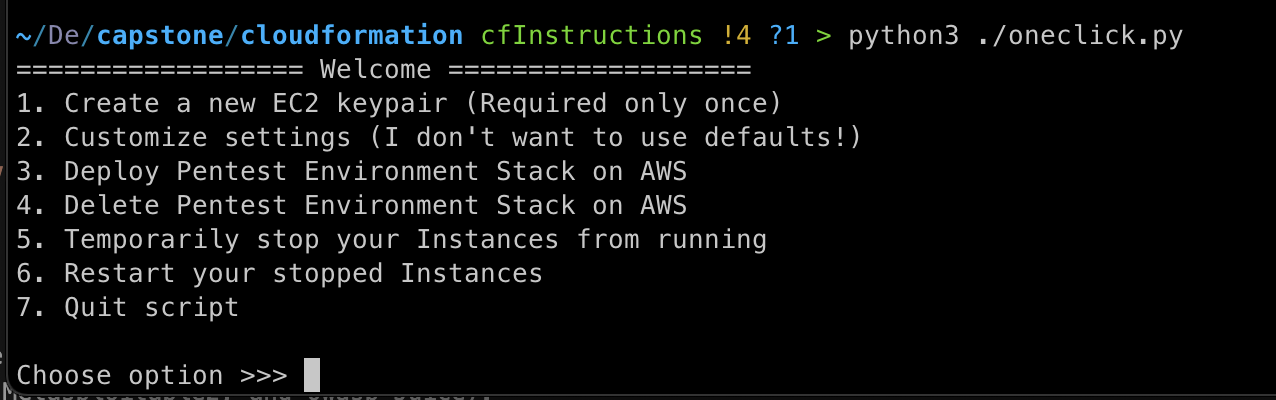 ~/De/capstone/cloudformation cfInstructions !4 ?1 > python3 ./oneclick.py
================== Welcome ===================
1. Create a new EC2 keypair (Required only once)
2. Customize settings (I don't want to use defaults!)
3. Deploy Pentest Environment Stack on AWS
4. Delete Pentest Environment Stack on AWS
5. Temporarily stop your Instances from running
6. Restart your stopped Instances
7. Quit script
Choose option >>>